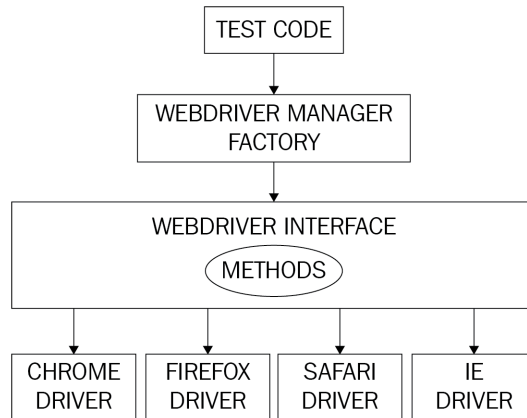 TEST CODE
WEBDRIVER MANAGER
FACTORY
WEBDRIVER INTERFACE
METHODS
CHROME
DRIVER
FIREFOX
DRIVER
SAFARI
DRIVER
IE
DRIVER